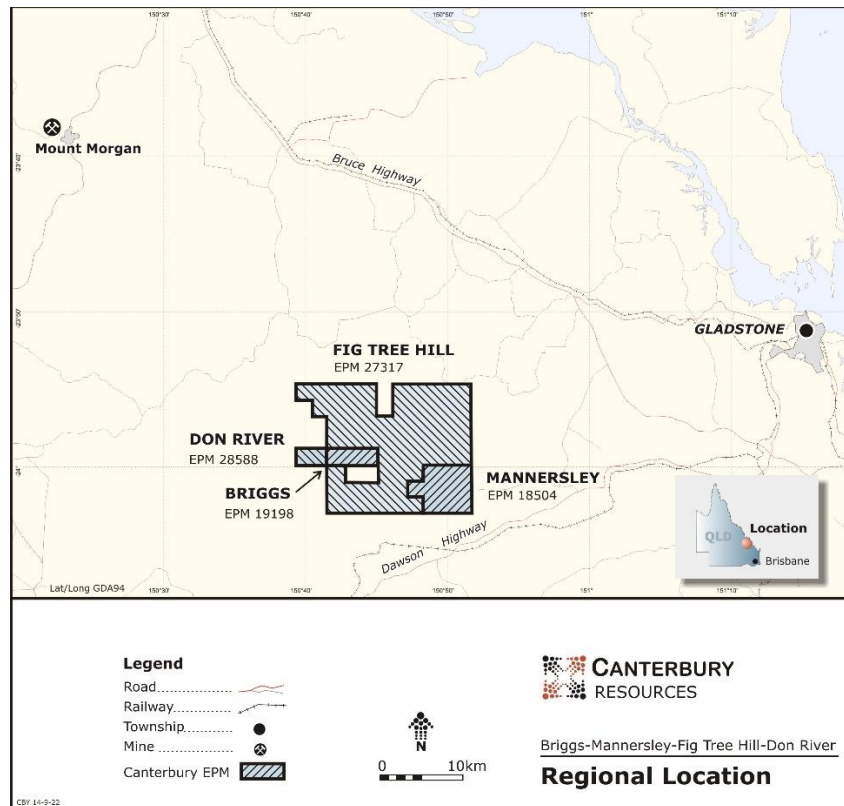 150°30'
150°40'
150°50'
151°
151°10'
Mount Morgan
-23°40'
Bruce Highway
-23°50'
GLADSTONE
FIG TREE HILL
EPM 27317
DON RIVER
EPM 28588
-24°
BRIGGS
EPM 19198
MANNERSLEY
EPM 18504
Dawson Highway
QLD
Location
Brisbane
Lat/Long GDA94
150°30'
150°40'
150°50'
151°
151°10'
Legend
Road
Railway
Township
Mine
Canterbury EPM
N
0 10km
CANTERBURY
RESOURCES
Briggs-Mannersley-Fig Tree Hill-Don River
Regional Location
CBY 14-9-22